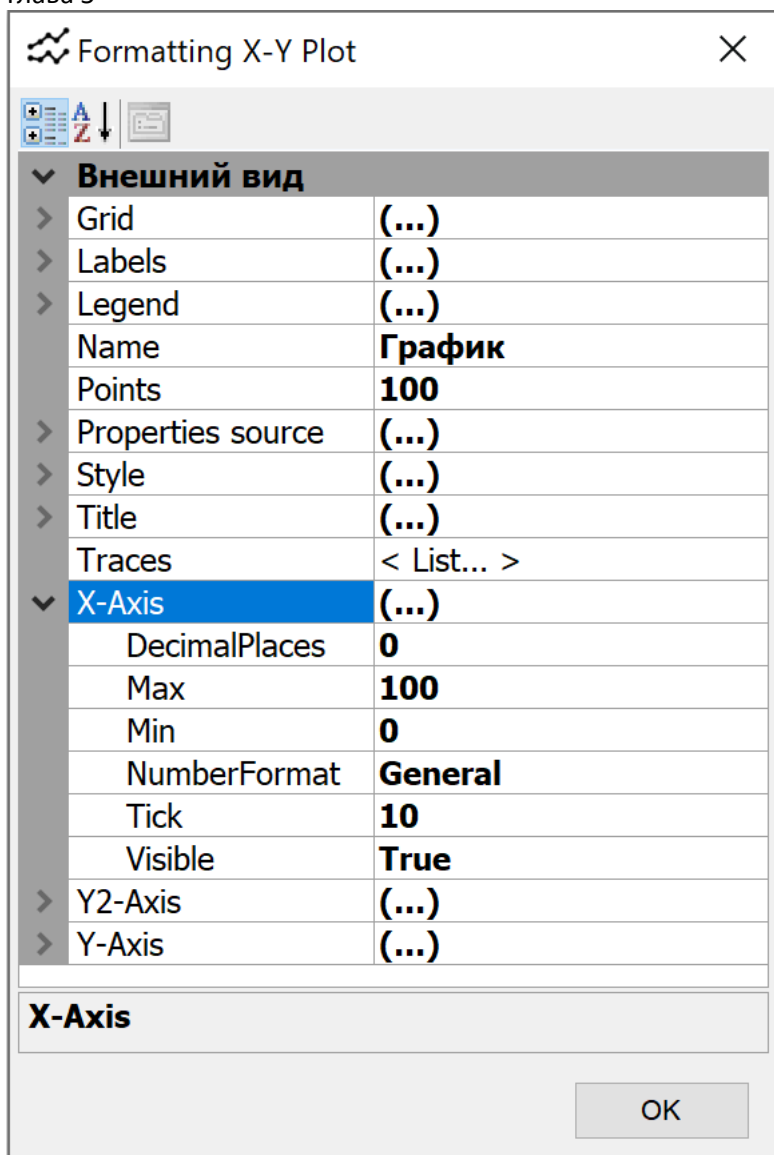 Formatting X-Y Plot
Внешний вид
Grid (...)
Labels (...)
Legend (...)
Name График
Points 100
Properties source (...)
Style (...)
Title (...)
Traces < List... >
X-Axis (...)
DecimalPlaces 0
Max 100
Min 0
NumberFormat General
Tick 10
Visible True
Y2-Axis (...)
Y-Axis (...)
X-Axis
OK